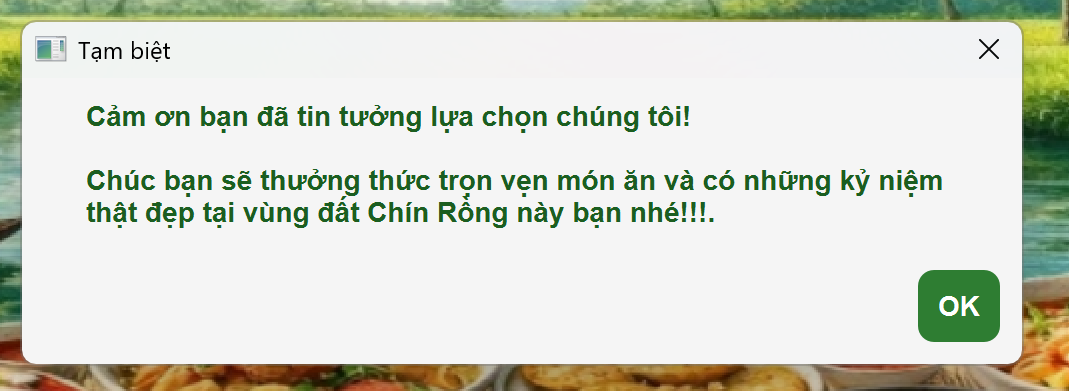 Tạm biệt
Cảm ơn bạn đã tin tưởng lựa chọn chúng tôi!
Chúc bạn sẽ thưởng thức trọn vẹn món ăn và có những kỷ niệm
thật đẹp tại vùng đất Chín Rồng này bạn nhé!!!.
OK